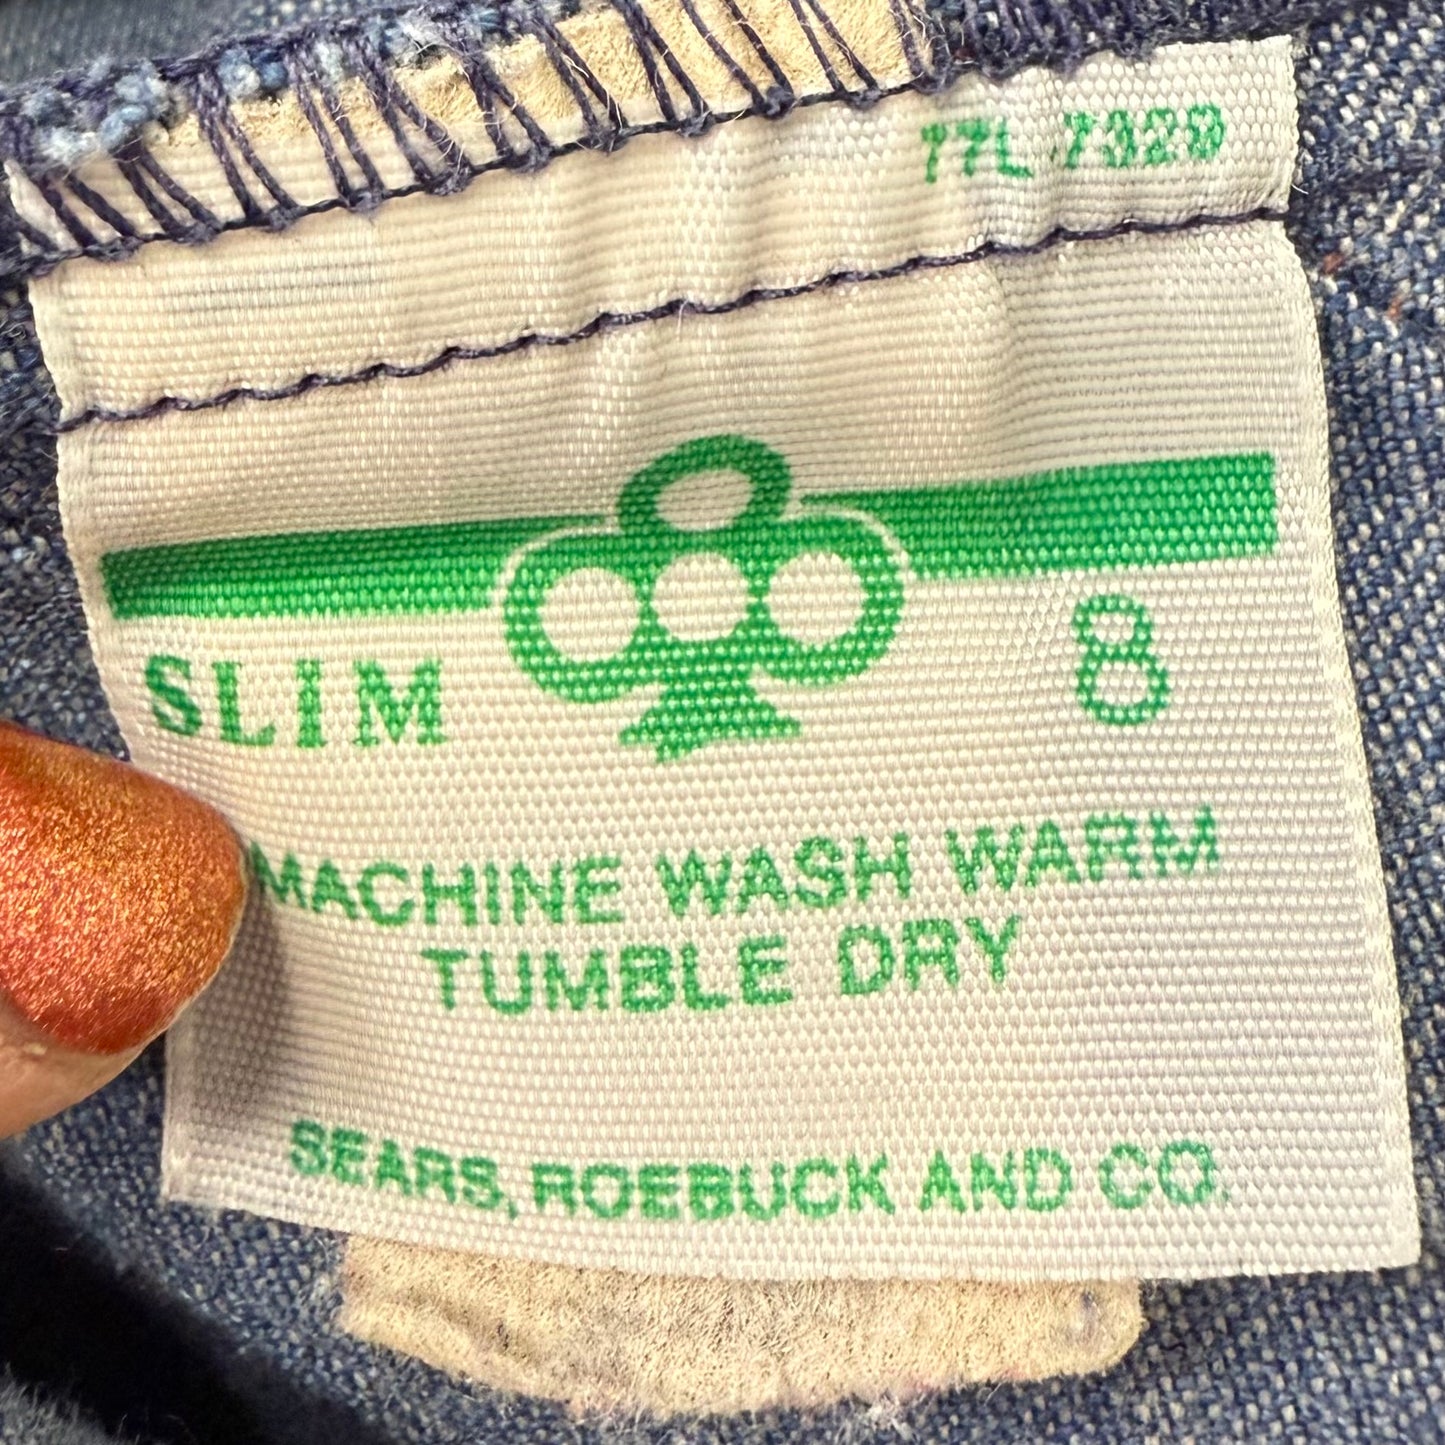 77L 7329
SLIM 8
MACHINE WASH WARM
TUMBLE DRY
SEARS, ROEBUCK AND CO.